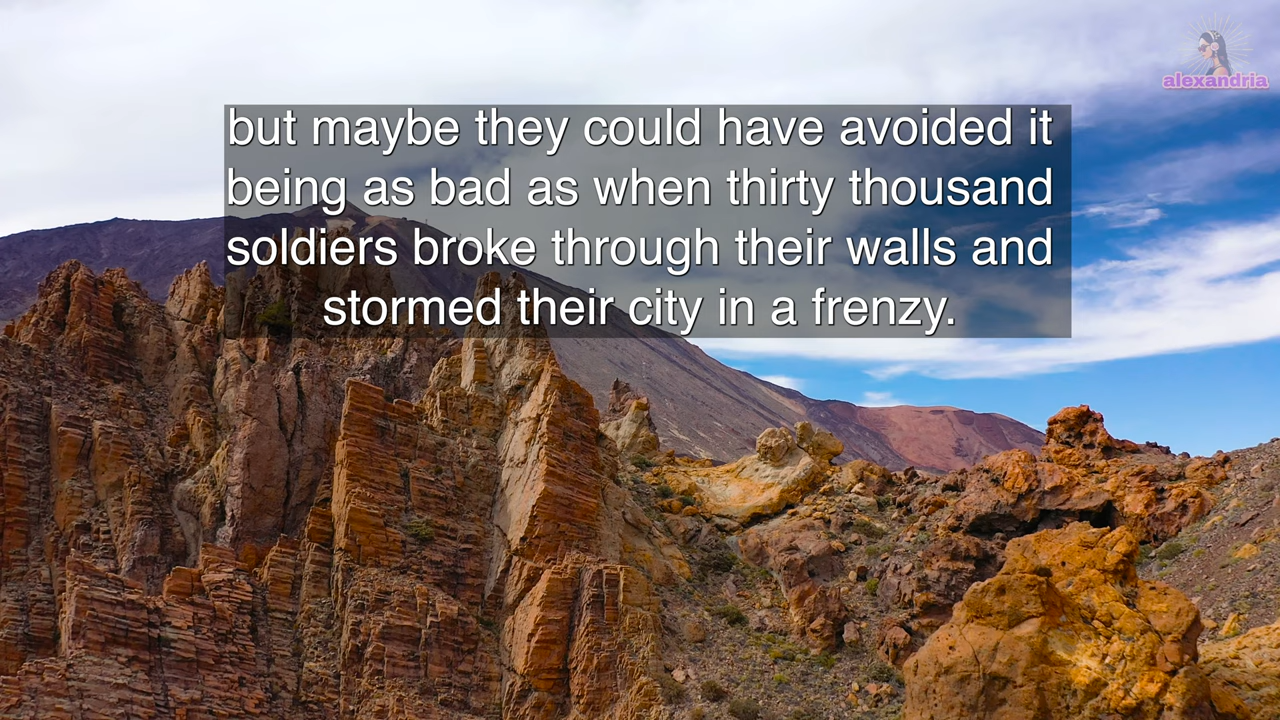 alexandria
but maybe they could have avoided it
being as bad as when thirty thousand
soldiers broke through their walls and
stormed their city in a frenzy.